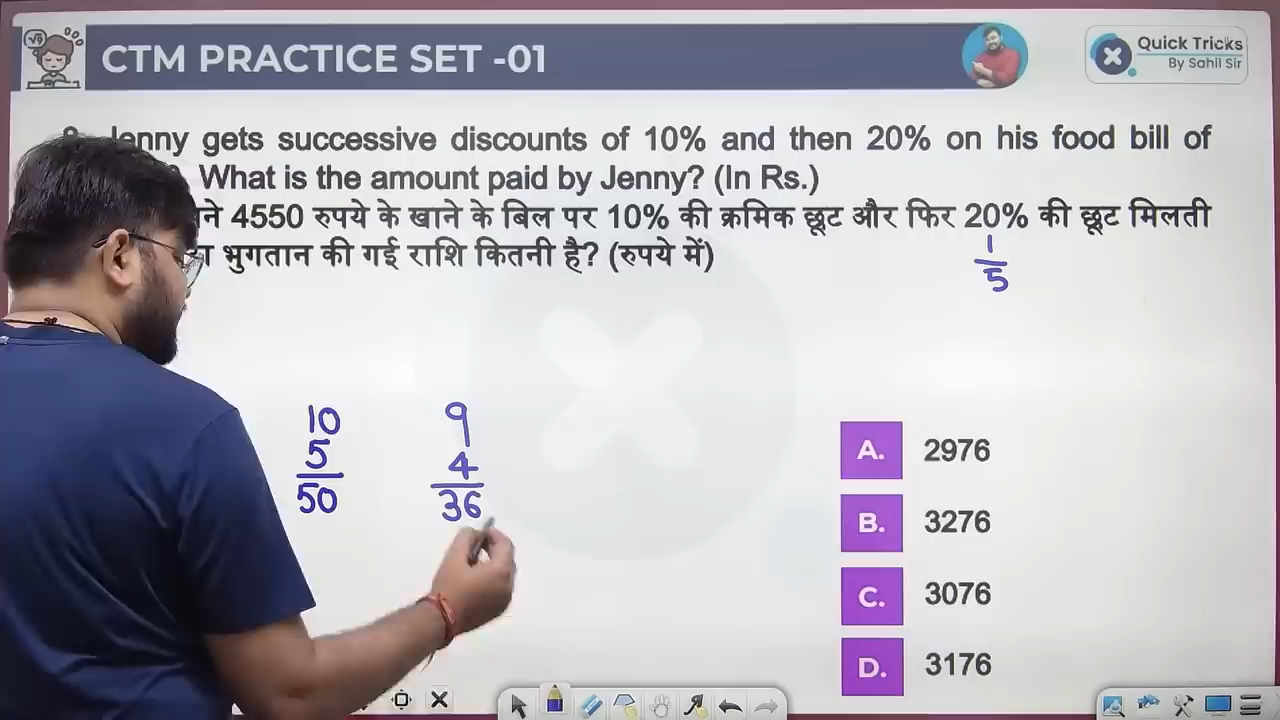 CTM PRACTICE SET -01
Quick Tricks
By Sahil Sir
gets successive discounts of 10% and then 20% on his food bill of
What is the amount paid by Jenny? (In Rs.)
4550 रुपये के खाने के बिल पर 10% की क्रमिक छूट और फिर 20% की छूट मिलती
भुगतान की गई राशि कितनी है? (रुपये में)
1
5
10 9
5 4
50 36
A. 2976
B. 3276
C. 3076
D. 3176